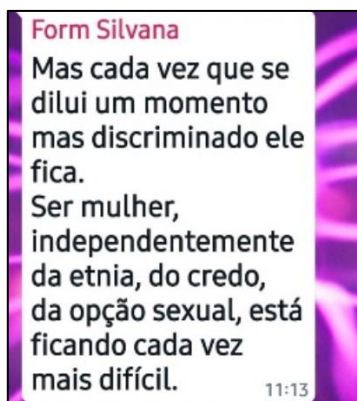 Form Silvana
Mas cada vez que se
dilui um momento
mas discriminado ele
fica.
Ser mulher,
independentemente
da etnia, do credo,
da opção sexual, está
ficando cada vez
mais difícil.
11:13